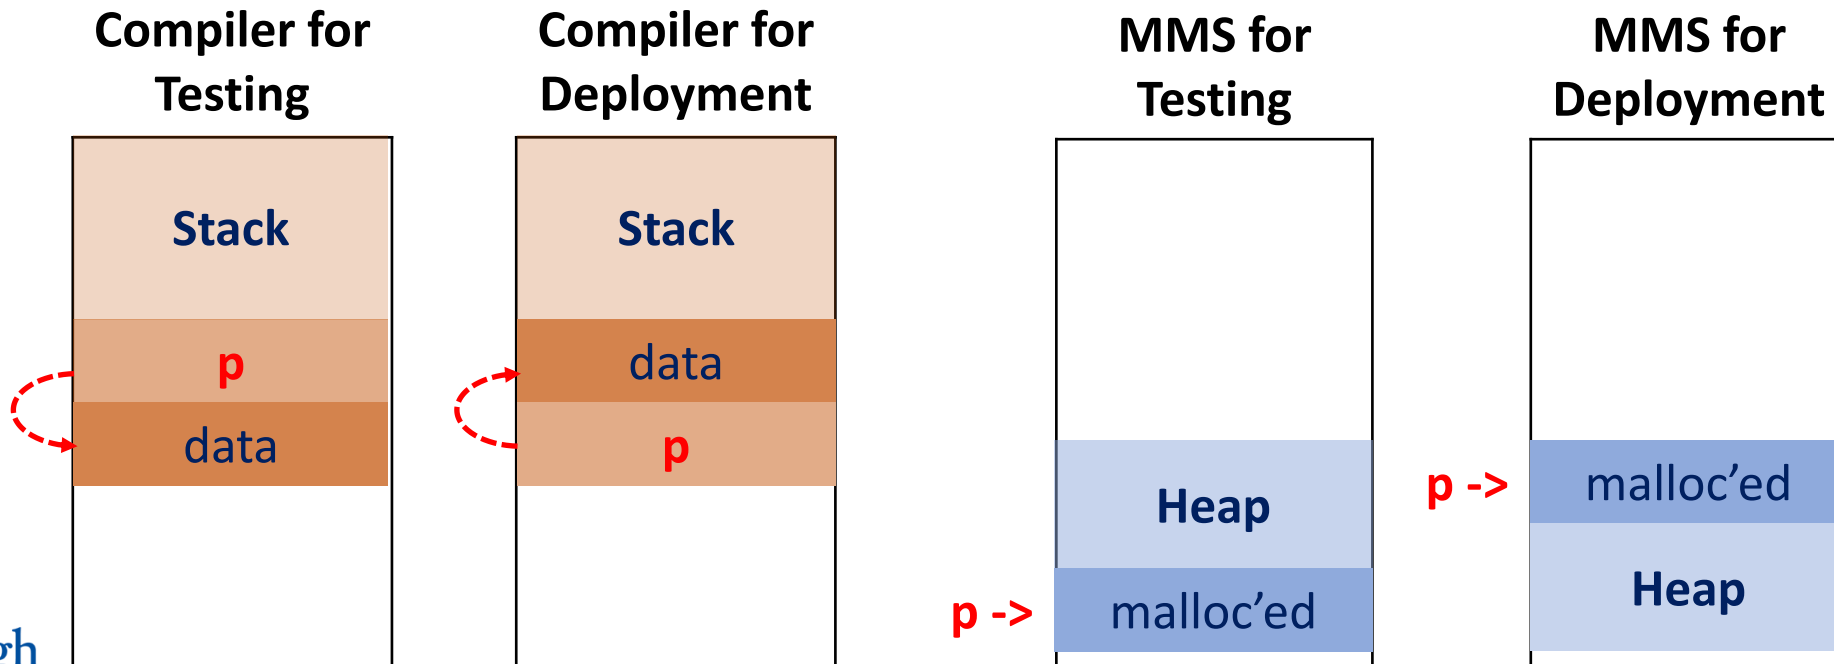 Compiler for
Testing
Compiler for
Deployment
MMS for
Testing
MMS for
Deployment
Stack
p
data
Stack
data
p
Heap
p ->
malloc’ed
p ->
malloc’ed
Heap
gh